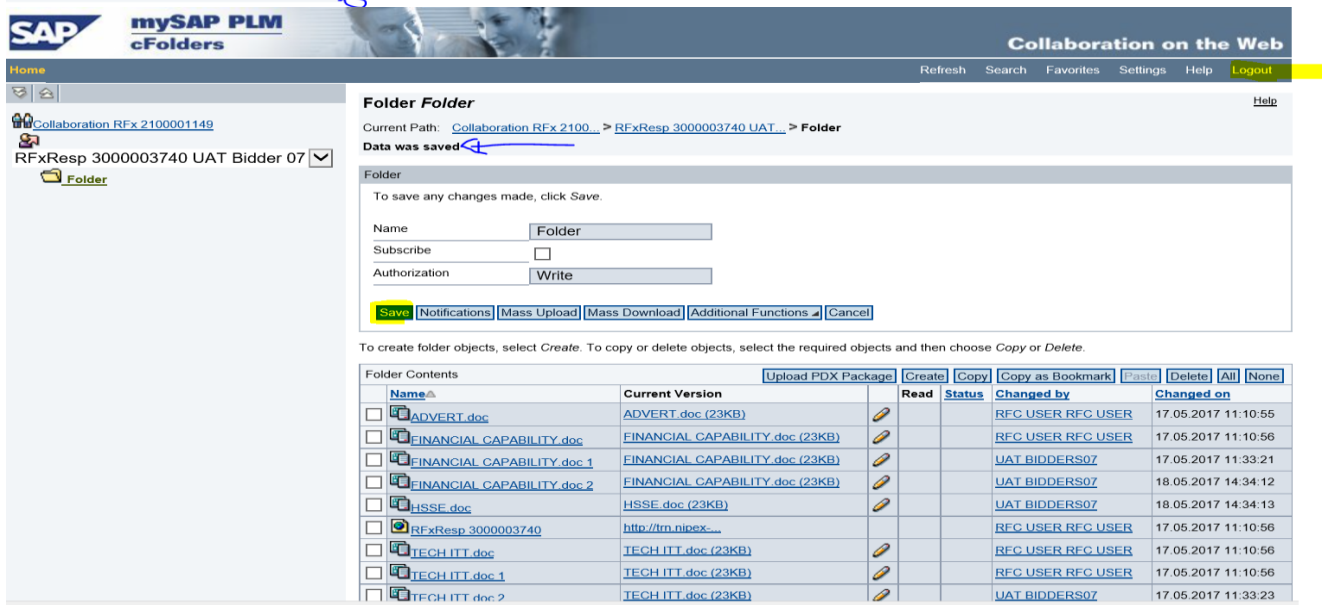 SAP mySAP PLM
cFolders
Collaboration on the Web
Home Refresh Search Favorites Settings Help Logout
Collaboration RFx 2100001149
RFxResp 3000003740 UAT Bidder 07
Folder
Folder Folder Help
Current Path: Collaboration RFx 2100... > RFxResp 3000003740 UAT... > Folder
Data was saved
Folder
To save any changes made, click Save.
Name Folder
Subscribe
Authorization Write
Save Notifications Mass Upload Mass Download Additional Functions Cancel
To create folder objects, select Create. To copy or delete objects, select the required objects and then choose Copy or Delete.
Folder Contents Upload PDX Package Create Copy Copy as Bookmark Paste Delete All None
Name Current Version Read Status Changed by Changed on
ADVERT.doc ADVERT.doc (23KB) RFC USER RFC USER 17.05.2017 11:10:55
FINANCIAL CAPABILITY.doc FINANCIAL CAPABILITY.doc (23KB) RFC USER RFC USER 17.05.2017 11:10:56
FINANCIAL CAPABILITY.doc 1 FINANCIAL CAPABILITY.doc (23KB) UAT BIDDERS07 17.05.2017 11:33:21
FINANCIAL CAPABILITY.doc 2 FINANCIAL CAPABILITY.doc (23KB) UAT BIDDERS07 18.05.2017 14:34:12
HSSE.doc HSSE.doc (23KB) UAT BIDDERS07 18.05.2017 14:34:13
RFxResp 3000003740 http://trn.nipex-... RFC USER RFC USER 17.05.2017 11:10:56
TECH ITT.doc TECH ITT.doc (23KB) RFC USER RFC USER 17.05.2017 11:10:56
TECH ITT.doc 1 TECH ITT.doc (23KB) RFC USER RFC USER 17.05.2017 11:10:56
TECH ITT.doc 2 TECH ITT.doc (23KB) UAT BIDDERS07 17.05.2017 11:33:23